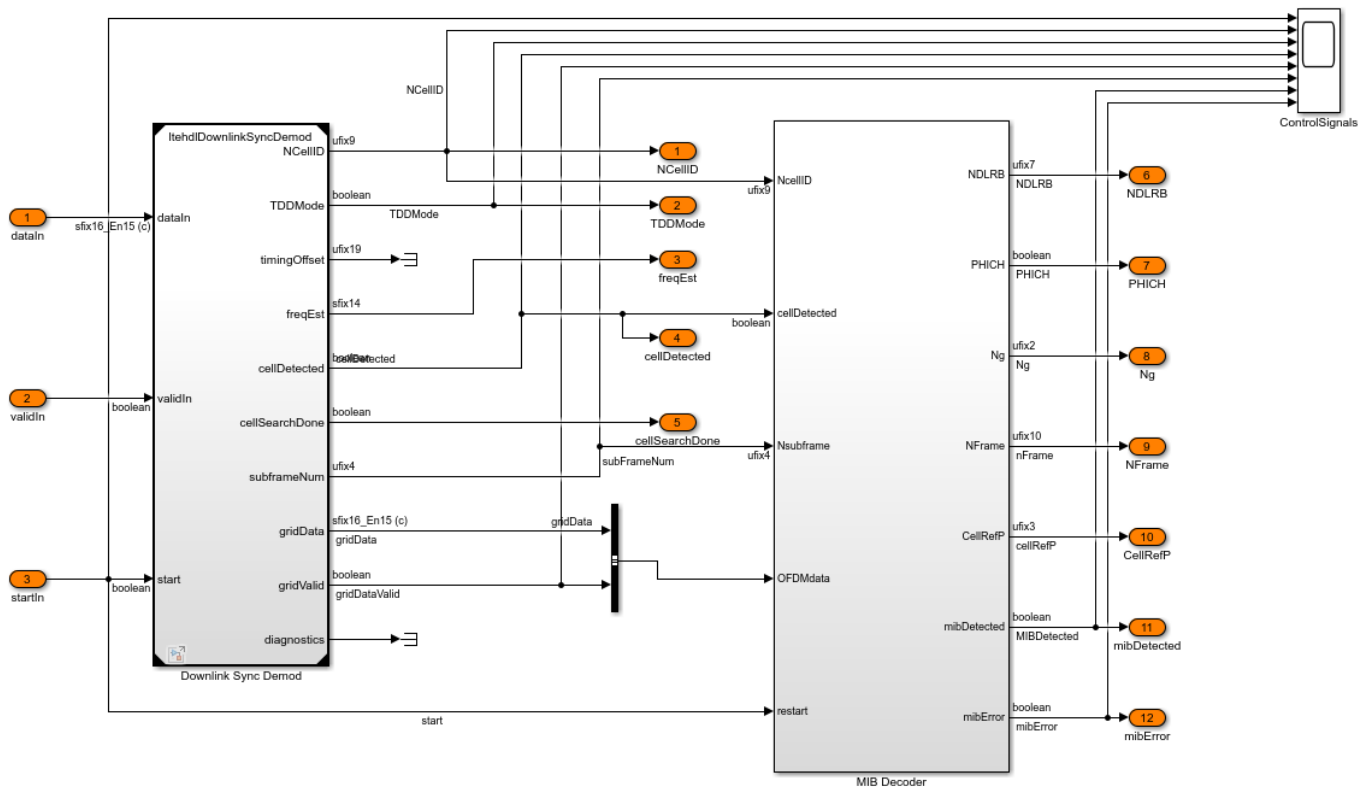 NCellID
ControlSignals
ltehdlDownlinkSyncDemod
NCellID
ufix9
1
NCellID
NcellID
ufix9
NDLRB
ufix7
NDLRB
6
NDLRB
1
dataIn
sfix16_En15 (c)
dataIn
TDDMode
boolean
TDDMode
2
TDDMode
timingOffset
ufix19
3
freqEst
PHICH
boolean
PHICH
7
PHICH
freqEst
sfix14
cellDetected
boolean
4
cellDetected
cellDetected
boolean
cellDetected
Ng
ufix2
Ng
8
Ng
2
validIn
boolean
validIn
cellSearchDone
boolean
5
cellSearchDone
Nsubframe
ufix4
NFrame
ufix10
nFrame
9
NFrame
subframeNum
ufix4
subFrameNum
gridData
sfix16_En15 (c)
gridData
gridData
CellRefP
ufix3
cellRefP
10
CellRefP
3
startIn
boolean
start
gridValid
boolean
gridDataValid
OFDMdata
diagnostics
mibDetected
boolean
MIBDetected
11
mibDetected
Downlink Sync Demod
start
restart
mibError
boolean
mibError
12
mibError
MIB Decoder